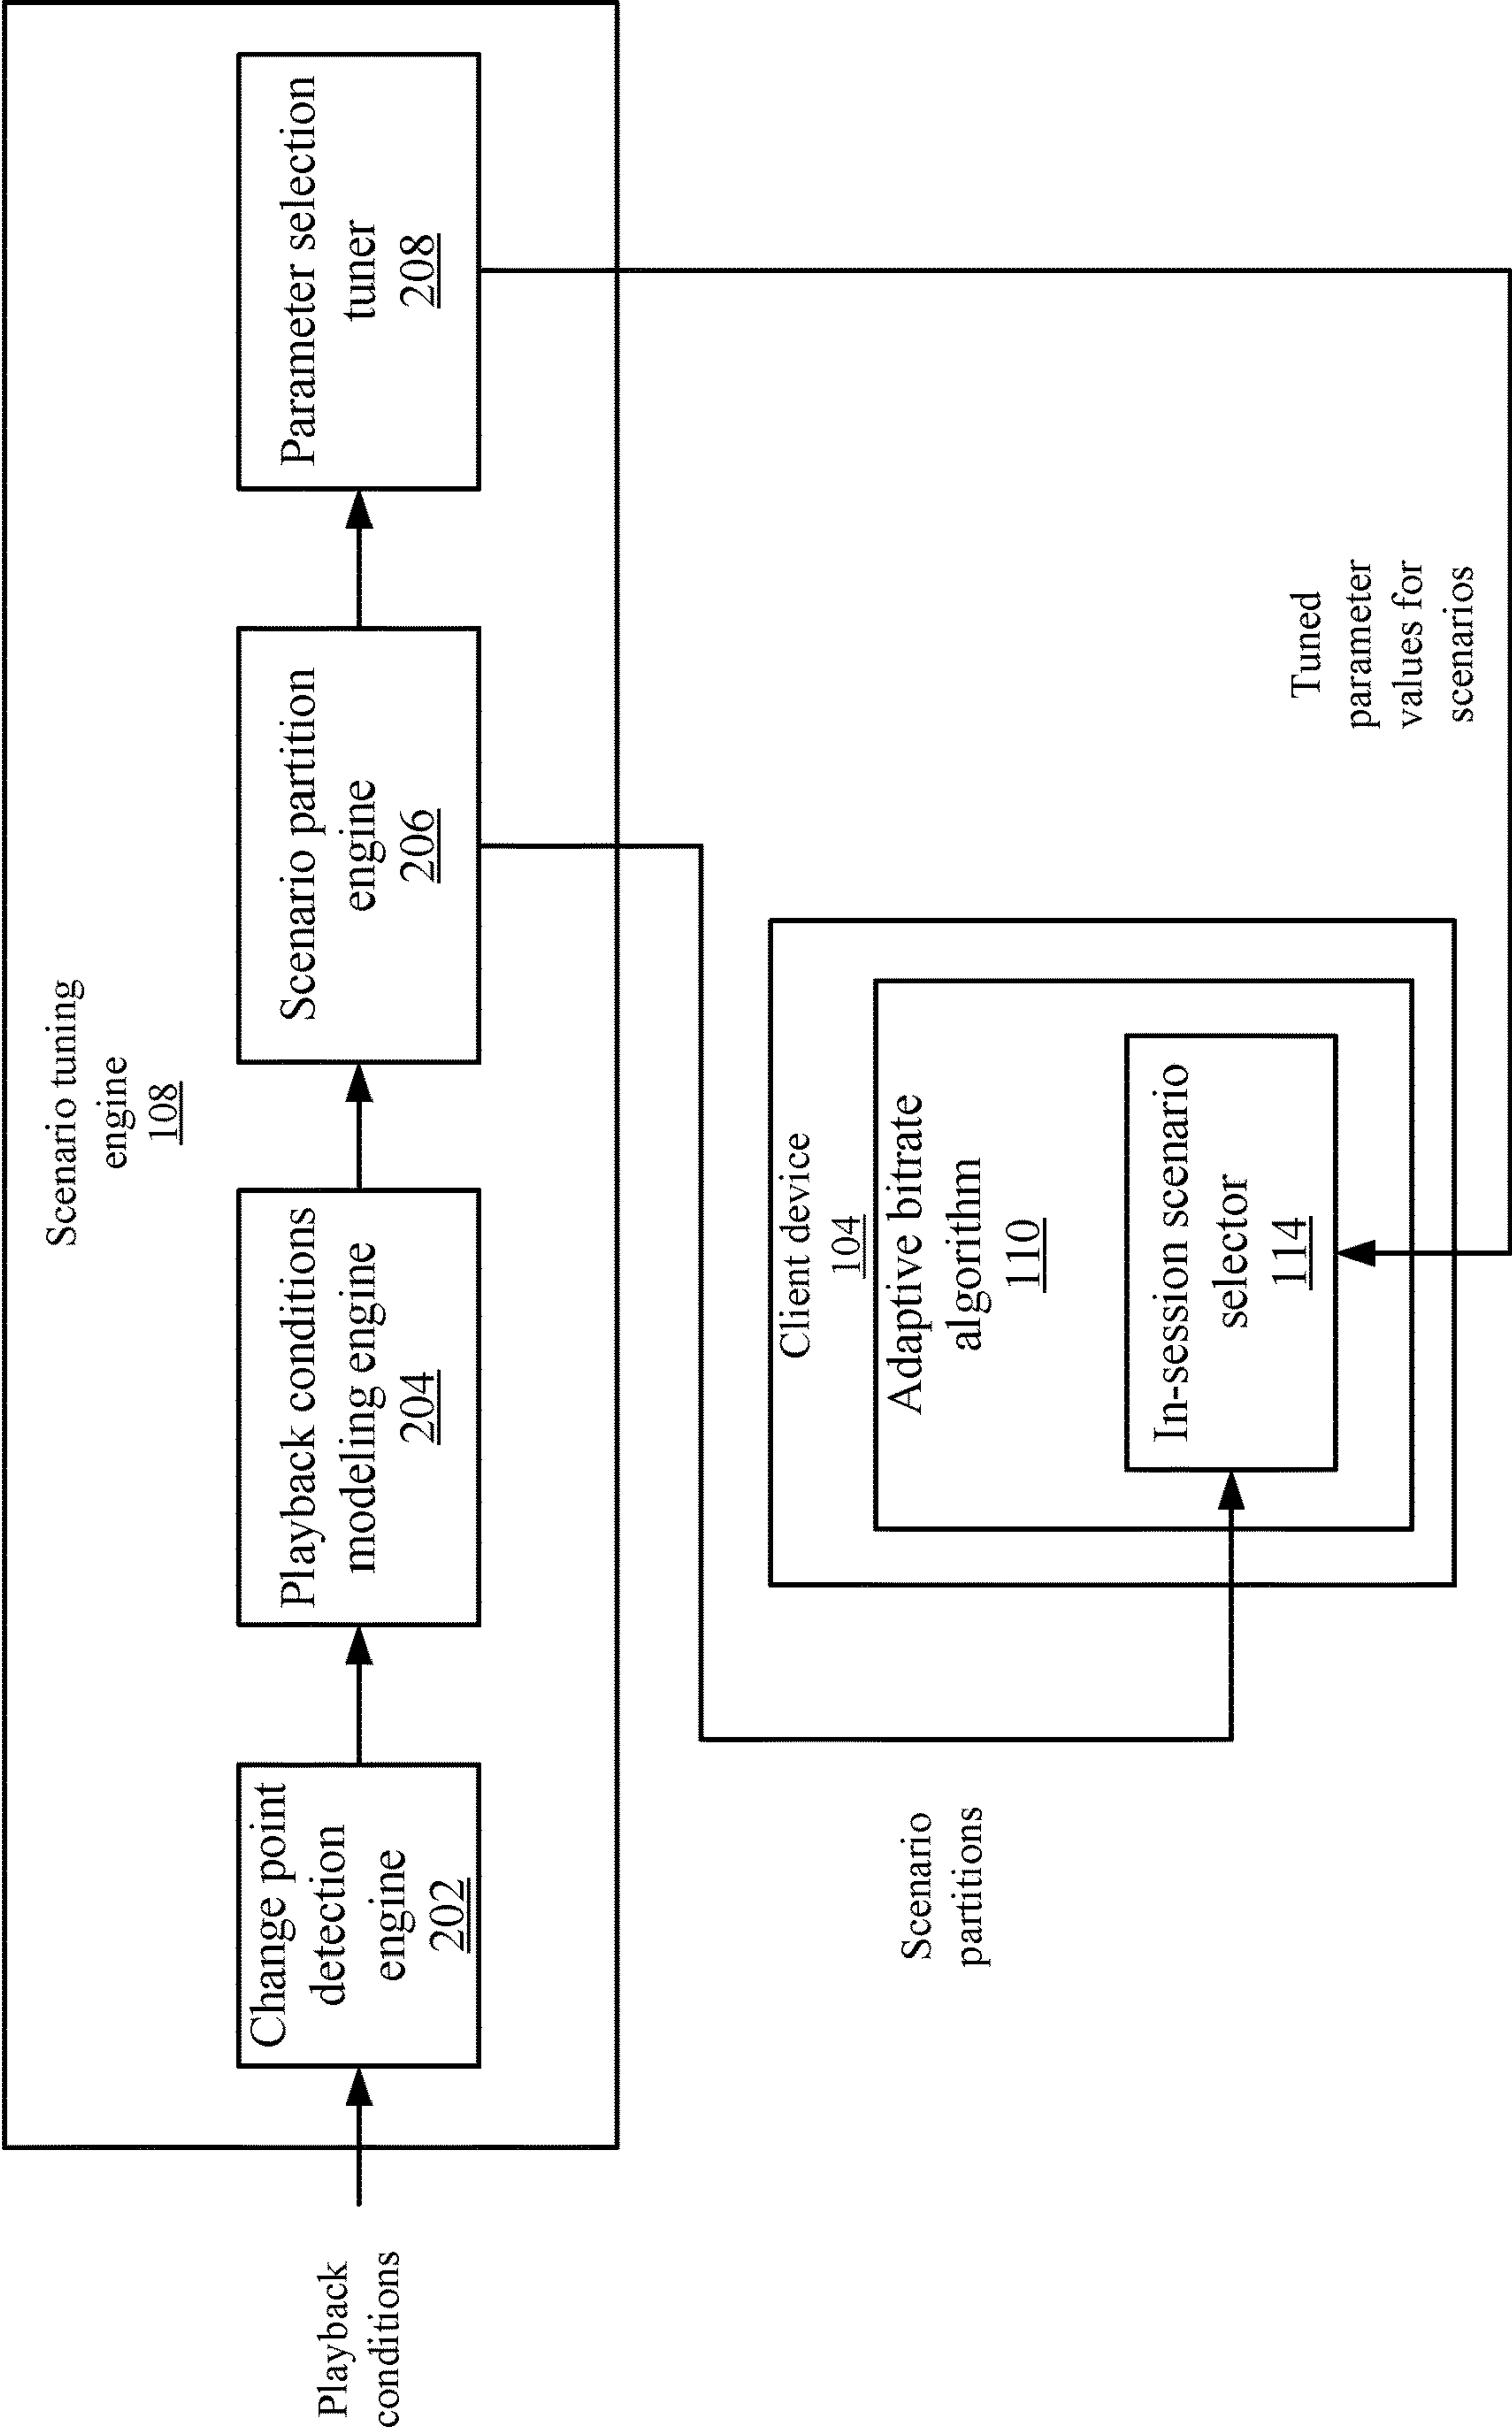 Scenario tuning
engine
108
Playback
conditions
Change point
detection
engine
202
Playback conditions
modeling engine
204
Scenario partition
engine
206
Parameter selection
tuner
208
Scenario
partitions
Client device
104
Adaptive bitrate
algorithm
110
In-session scenario
selector
114
Tuned
parameter
values for
scenarios